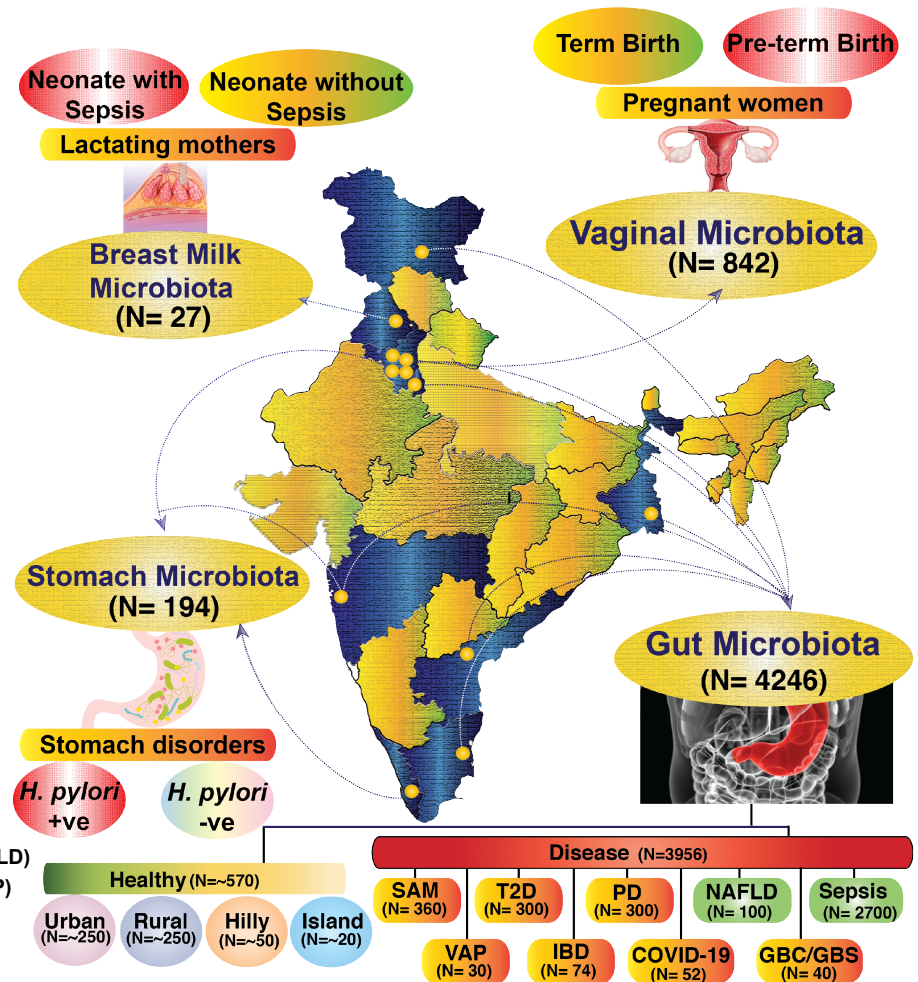 Neonate with
Sepsis
Neonate without
Sepsis
Lactating mothers
Breast Milk
Microbiota
(N= 27)
Term Birth
Pre-term Birth
Pregnant women
Vaginal Microbiota
(N= 842)
Stomach Microbiota
(N= 194)
Stomach disorders
H. pylori
+ve
H. pylori
-ve
Gut Microbiota
(N= 4246)
LD)
P)
Healthy (N=~570)
Urban
(N=~250)
Rural
(N=~250)
Hilly
(N=~50)
Island
(N=~20)
Disease (N=3956)
SAM
(N= 360)
T2D
(N= 300)
PD
(N= 300)
NAFLD
(N= 100)
Sepsis
(N= 2700)
VAP
(N= 30)
IBD
(N= 74)
COVID-19
(N= 52)
GBC/GBS
(N= 40)